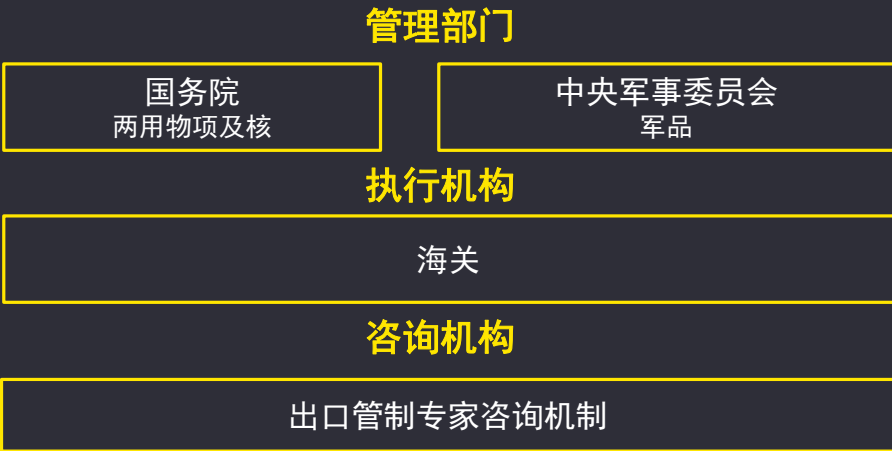 管理部门
国务院
两用物项及核
中央军事委员会
军品
执行机构
海关
咨询机构
出口管制专家咨询机制